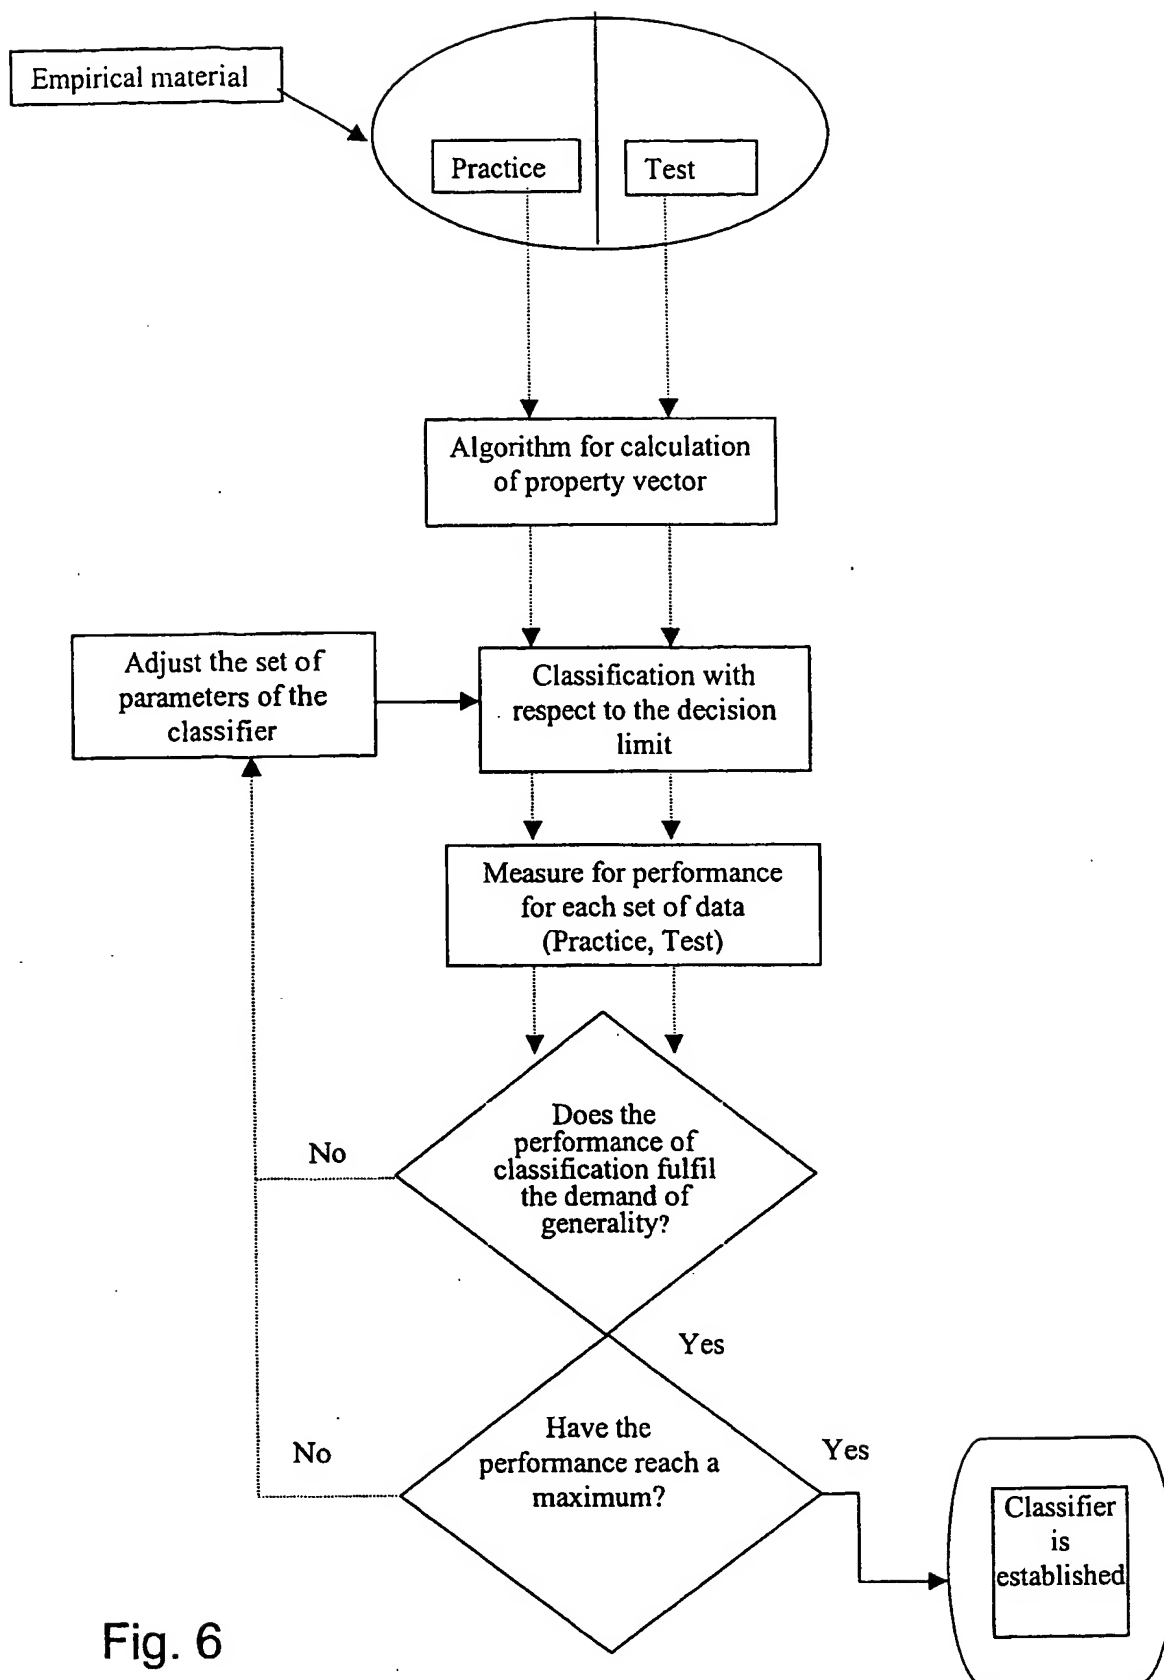 Empirical material
Practice
Test
Algorithm for calculation
of property vector
Adjust the set of
parameters of the
classifier
Classification with
respect to the decision
limit
Measure for performance
for each set of data
(Practice, Test)
Does the
performance of
classification fulfil
the demand of
generality?
No
Yes
Have the
performance reach a
maximum?
No
Yes
Classifier
is
established
Fig. 6